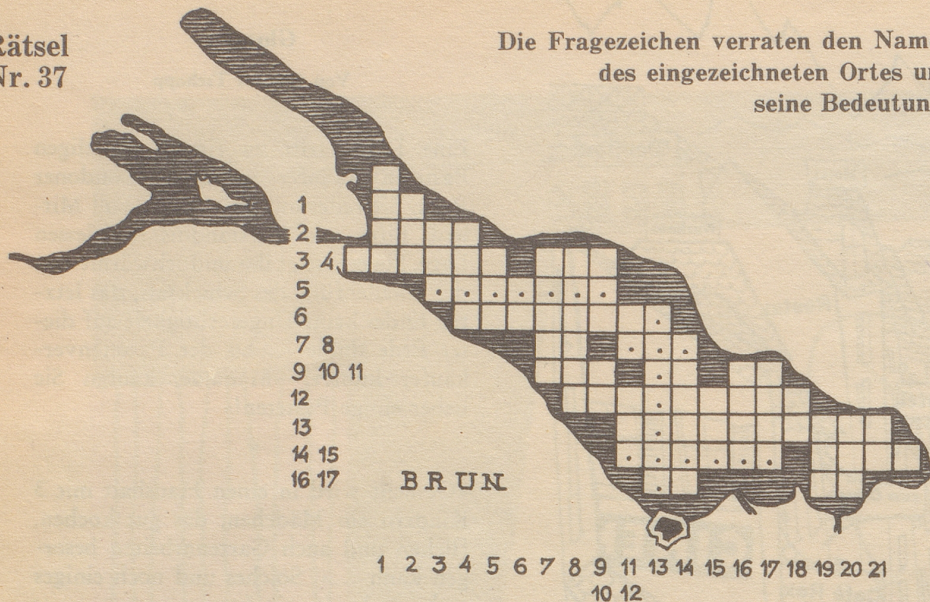 Rätsel
Nr. 37
Die Fragezeichen verraten den
des eingezeichneten Ortes
seine
1
2
3 4
5
6
7 8
9 10 11
12
13
14 15
16 17
BRUN
1 2 3 4 5 6 7 8 9 11 13 14 15 16 17 18 19 20 21
10 12